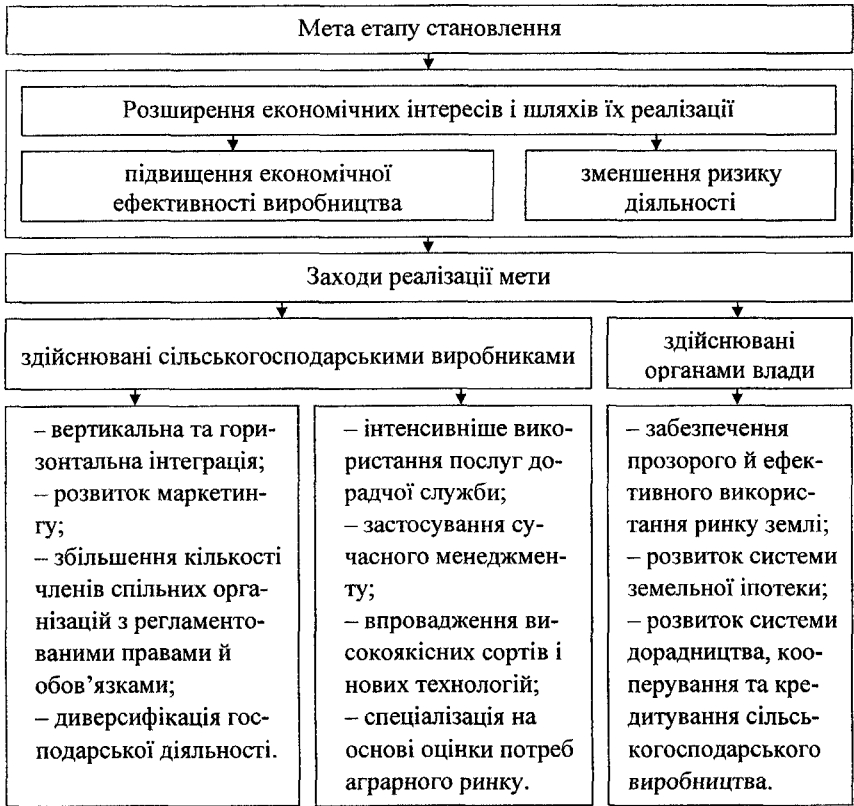 Мета етапу становлення
Розширення економічних інтересів і шляхів їх реалізації
підвищення економічної
ефективності виробництва
зменшення ризику
діяльності
Заходи реалізації мети
здійснювані сільськогосподарськими виробниками
здійснювані
органами влади
– вертикальна та гори-
зонтальна інтеграція;
– розвиток маркетин-
гу;
– збільшення кількості
членів спільних орга-
нізацій з регламенто-
ваними правами й
обов’язками;
– диверсифікація гос-
подарської діяльності.
– інтенсивніше вико-
ристання послуг до-
радчої служби;
– застосування су-
часного менеджмен-
ту;
– впровадження ви-
сокоякісних сортів і
нових технологій;
– спеціалізація на
основі оцінки потреб
аграрного ринку.
– забезпечення
прозорого й ефек-
тивного викорис-
тання ринку землі;
– розвиток системи
земельної іпотеки;
– розвиток системи
дорадництва, коо-
перування та кре-
дитування сільсь-
когосподарського
виробництва.